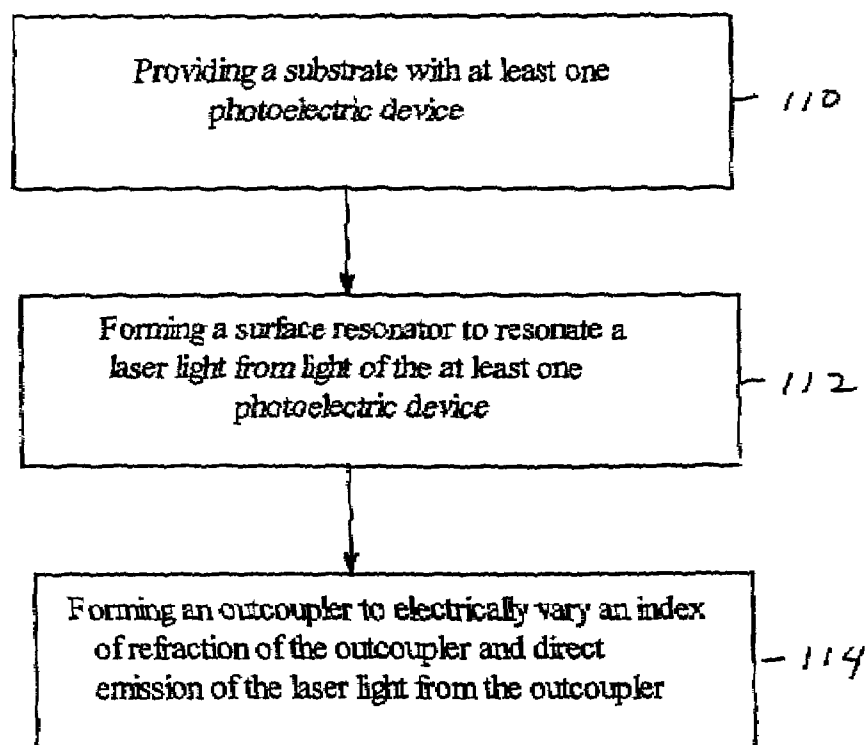 Providing a substrate with at least one
photoelectric device
110
Forming a surface resonator to resonate a
laser light from light of the at least one
photoelectric device
112
Forming an outcoupler to electrically vary an index
of refraction of the outcoupler and direct
emission of the laser light from the outcoupler
114